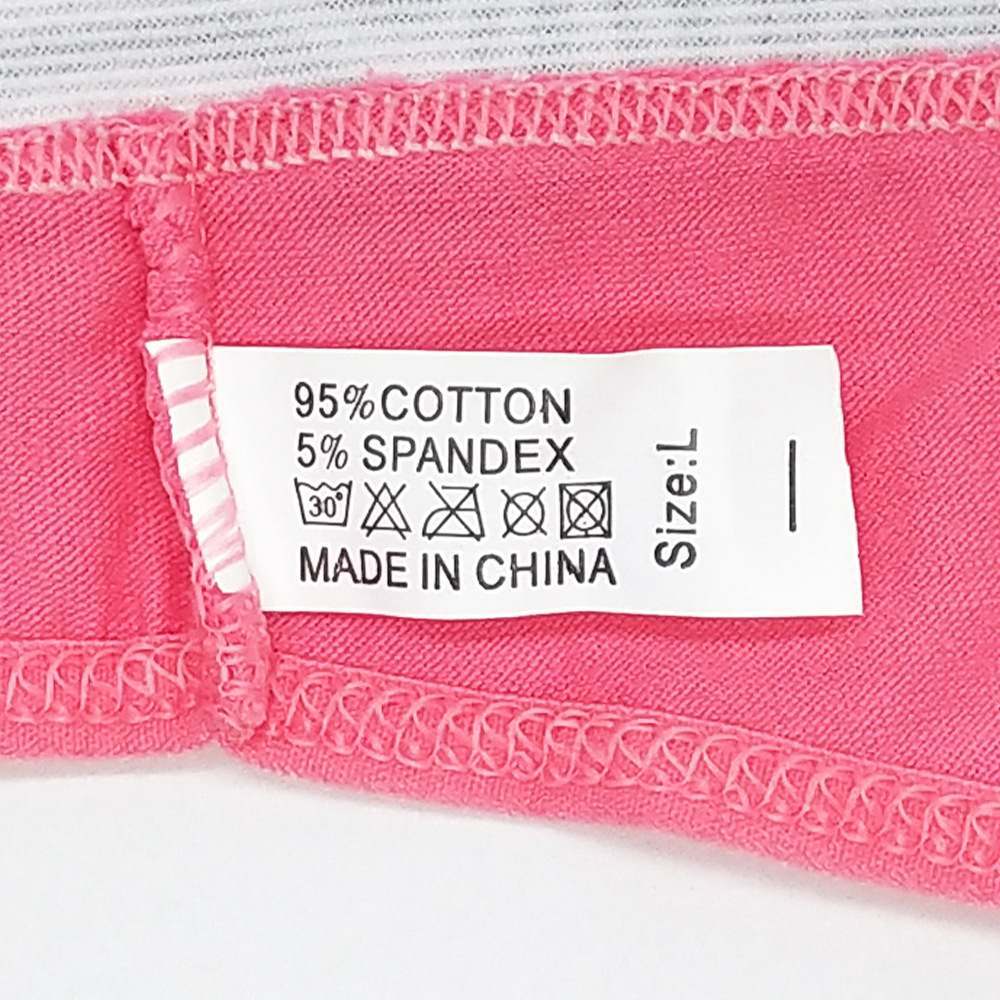 95%COTTON
5% SPANDEX
30°
MADE IN CHINA
Size:L